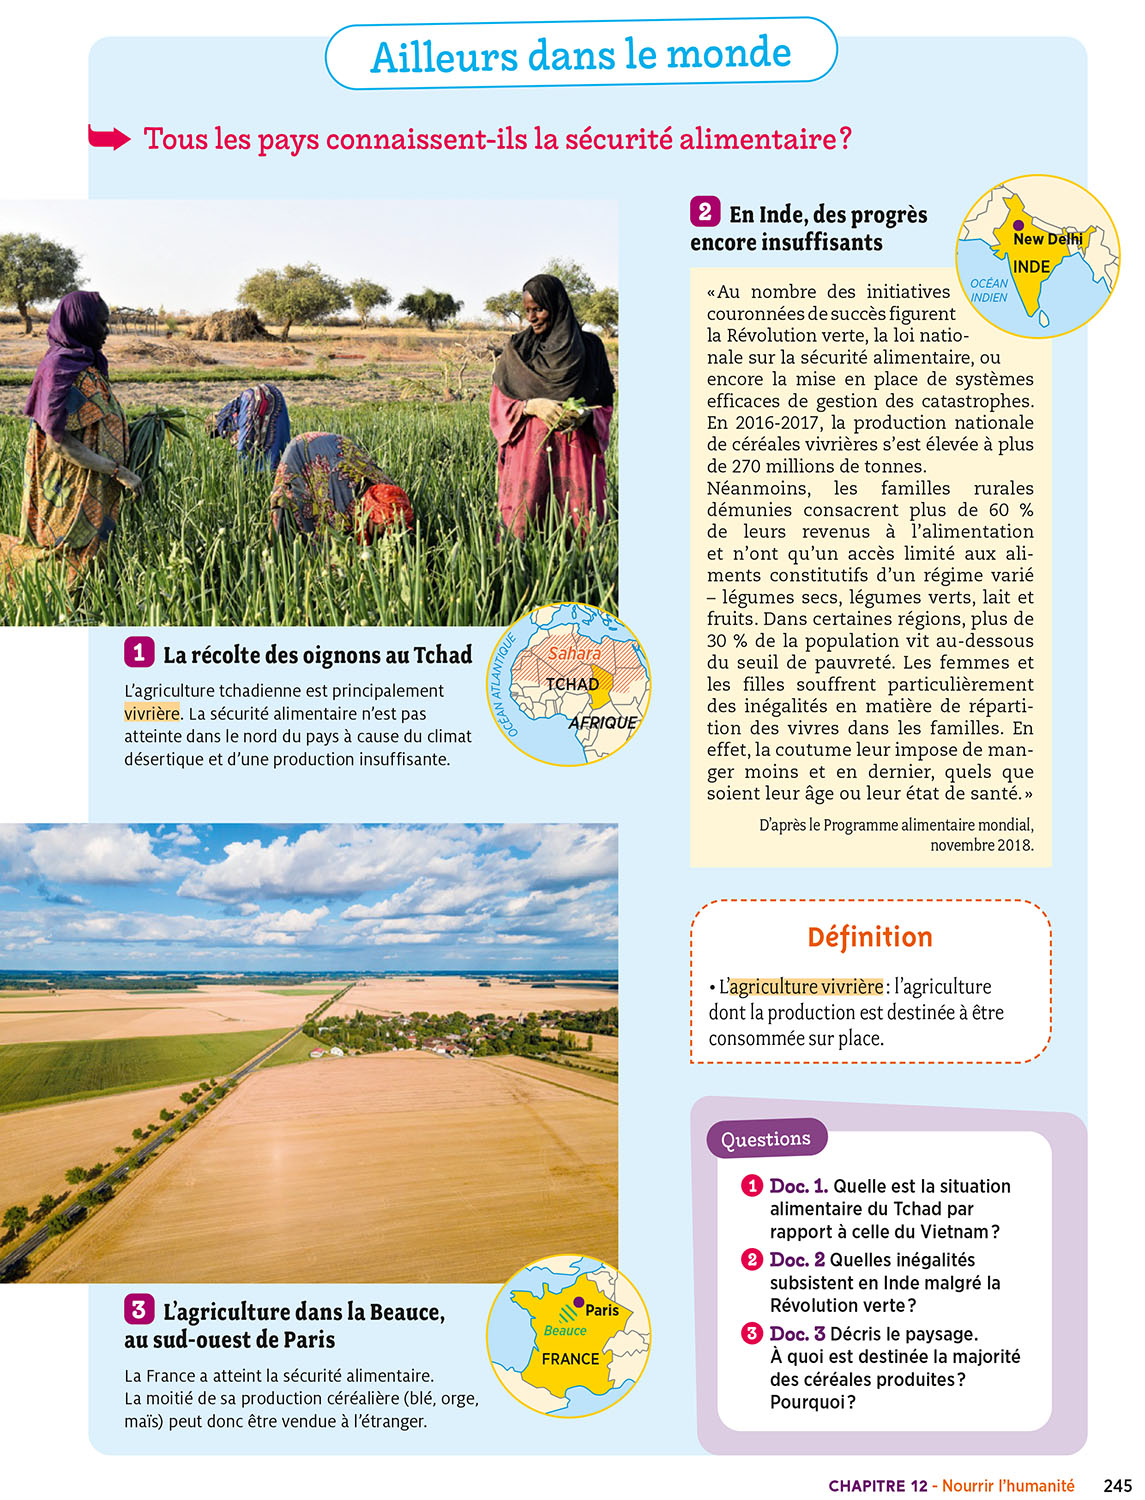 Ailleurs dans le monde
Tous les pays connaissent-ils la sécurité alimentaire ?
1 La récolte des oignons au Tchad
L'agriculture tchadienne est principalement
vivrière. La sécurité alimentaire n'est pas
atteinte dans le nord du pays à cause du climat
désertique et d'une production insuffisante.
OCÉAN ATLANTIQUE
Sahara
TCHAD
AFRIQUE
2 En Inde, des progrès
encore insuffisants
New Delhi
INDE
OCÉAN
INDIEN
« Au nombre des initiatives
couronnées de succès figurent
la Révolution verte, la loi natio-
nale sur la sécurité alimentaire, ou
encore la mise en place de systèmes
efficaces de gestion des catastrophes.
En 2016-2017, la production nationale
de céréales vivrières s'est élevée à plus
de 270 millions de tonnes.
Néanmoins, les familles rurales
démunies consacrent plus de 60 %
de leurs revenus à l'alimentation
et n'ont qu'un accès limité aux ali-
ments constitutifs d'un régime varié
– légumes secs, légumes verts, lait et
fruits. Dans certaines régions, plus de
30 % de la population vit au-dessous
du seuil de pauvreté. Les femmes et
les filles souffrent particulièrement
des inégalités en matière de réparti-
tion des vivres dans les familles. En
effet, la coutume leur impose de man-
ger moins et en dernier, quels que
soient leur âge ou leur état de santé. »
D'après le Programme alimentaire mondial,
novembre 2018.
3 L'agriculture dans la Beauce,
au sud-ouest de Paris
La France a atteint la sécurité alimentaire.
La moitié de sa production céréalière (blé, orge,
maïs) peut donc être vendue à l'étranger.
Paris
Beauce
FRANCE
Définition
• L'agriculture vivrière : l'agriculture
dont la production est destinée à être
consommée sur place.
Questions
1 Doc. 1. Quelle est la situation
alimentaire du Tchad par
rapport à celle du Vietnam ?
2 Doc. 2 Quelles inégalités
subsistent en Inde malgré la
Révolution verte ?
3 Doc. 3 Décris le paysage.
À quoi est destinée la majorité
des céréales produites ?
Pourquoi ?
CHAPITRE 12 - Nourrir l'humanité 245